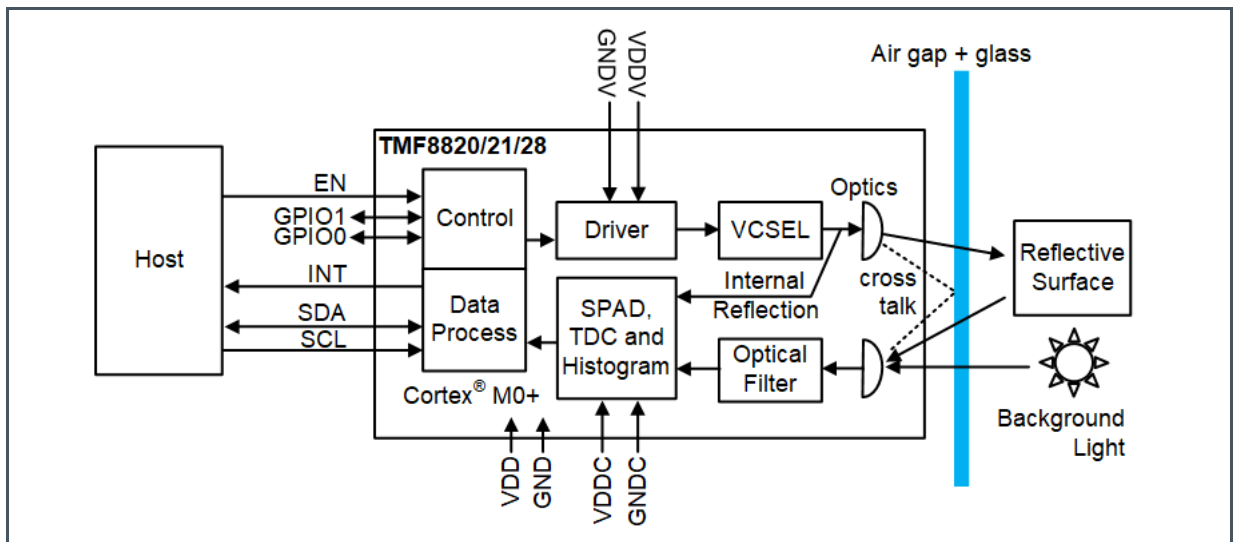 GNDV
VDDV
Air gap + glass
TMF8820/21/28
EN
GPIO1
GPIO0
Control
Driver
VCSEL
Optics
Host
Reflective
Surface
INT
Internal
Reflection
cross
talk
SDA
SCL
Data
Process
SPAD,
TDC and
Histogram
Optical
Filter
Cortex® M0+
Background
Light
VDD
GND
VDDC
GNDC